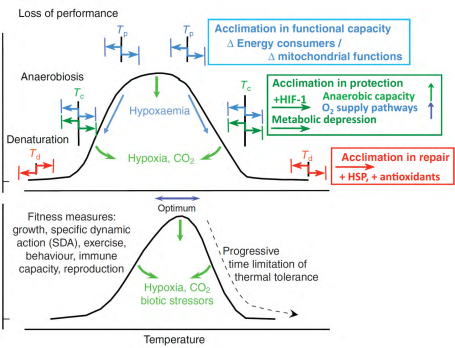 Loss of performance
Tp
Tp
Acclimation in functional capacity
Δ Energy consumers /
Δ mitochondrial functions
Anaerobiosis
Tc
Tc
Hypoxaemia
Acclimation in protection
+HIF-1
Anaerobic capacity
O2 supply pathways
Metabolic depression
Denaturation
Td
Hypoxia, CO2
Td
Acclimation in repair
+ HSP, + antioxidants
Fitness measures:
growth, specific dynamic
action (SDA), exercise,
behaviour, immune
capacity, reproduction
Optimum
Progressive
time limitation of
thermal tolerance
Hypoxia, CO2
biotic stressors
Temperature